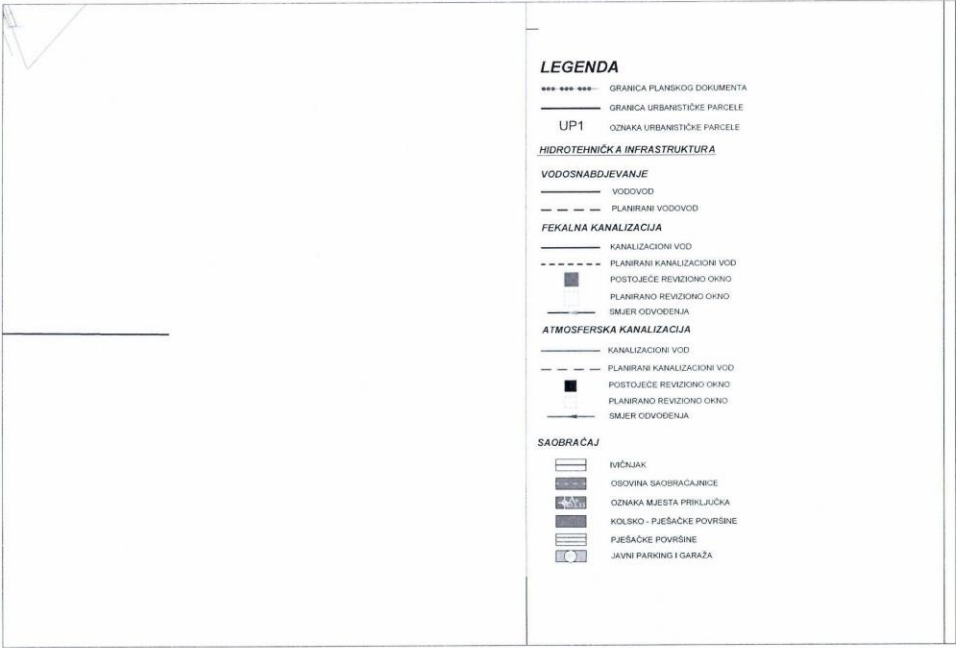 LEGENDA
GRANICA PLANSKOG DOKUMENTA
GRANICA URBANISTIČKE PARCELE
UP1 OZNAKA URBANISTIČKE PARCELE
HIDROTEHNIČKA INFRASTRUKTURA
VODOSNABDJEVANJE
VODOVOD
PLANIRANI VODOVOD
FEKALNA KANALIZACIJA
KANALIZACIONI VOD
PLANIRANI KANALIZACIONI VOD
POSTOJEĆE REVIZIONO OKNO
PLANIRANO REVIZIONO OKNO
SMJER ODVOĐENJA
ATMOSFERSKA KANALIZACIJA
KANALIZACIONI VOD
PLANIRANI KANALIZACIONI VOD
POSTOJEĆE REVIZIONO OKNO
PLANIRANO REVIZIONO OKNO
SMJER ODVOĐENJA
SAOBRAĆAJ
IVIČNJAK
OSOVINA SAOBRAĆAJNICE
OZNAKA MJESTA PRIKLJUČKA
KOLSKO - PJEŠAČKE POVRŠINE
PJEŠAČKE POVRŠINE
JAVNI PARKING I GARAŽA